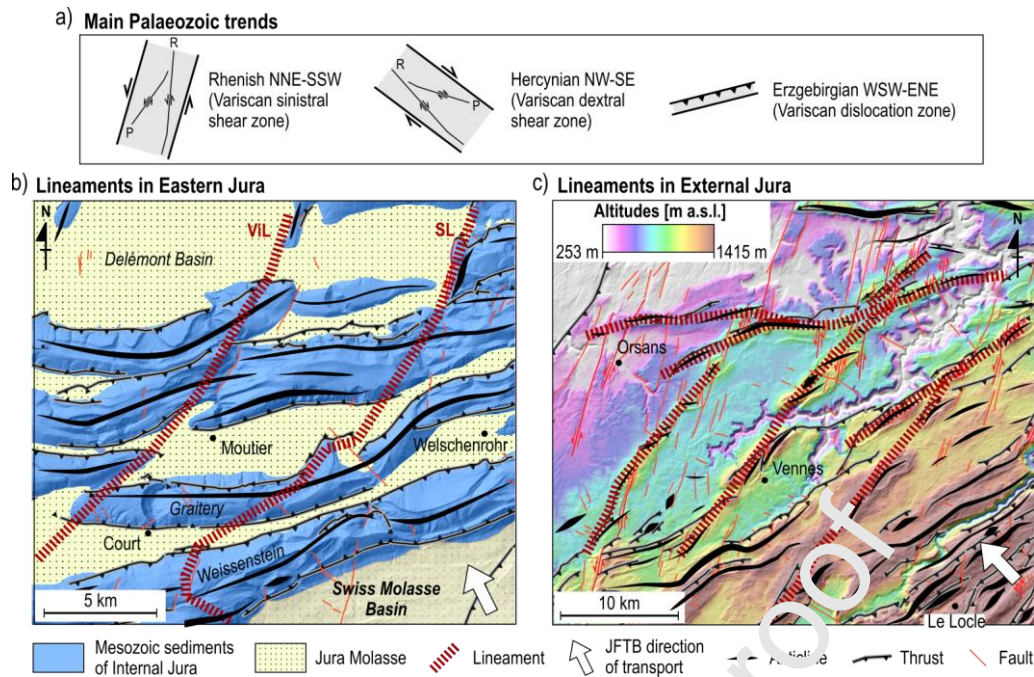 a) Main Palaeozoic trends
R
P
Rhenish NNE-SSW
(Variscan sinistral
shear zone)
R
P
Hercynian NW-SE
(Variscan dextral
shear zone)
Erzgebirgian WSW-ENE
(Variscan dislocation zone)
b) Lineaments in Eastern Jura
N
ViL
SL
Delémont Basin
Moutier
Welschenrohr
Graitery
Court
Weissenstein
Swiss Molasse
Basin
5 km
c) Lineaments in External Jura
Altitudes [m a.s.l.]
253 m
1415 m
N
Orsans
Vennes
10 km
Le Locle
Mesozoic sediments
of Internal Jura
Jura Molasse
Lineament
JFTB direction
of transport
Thrust
Fault
roof